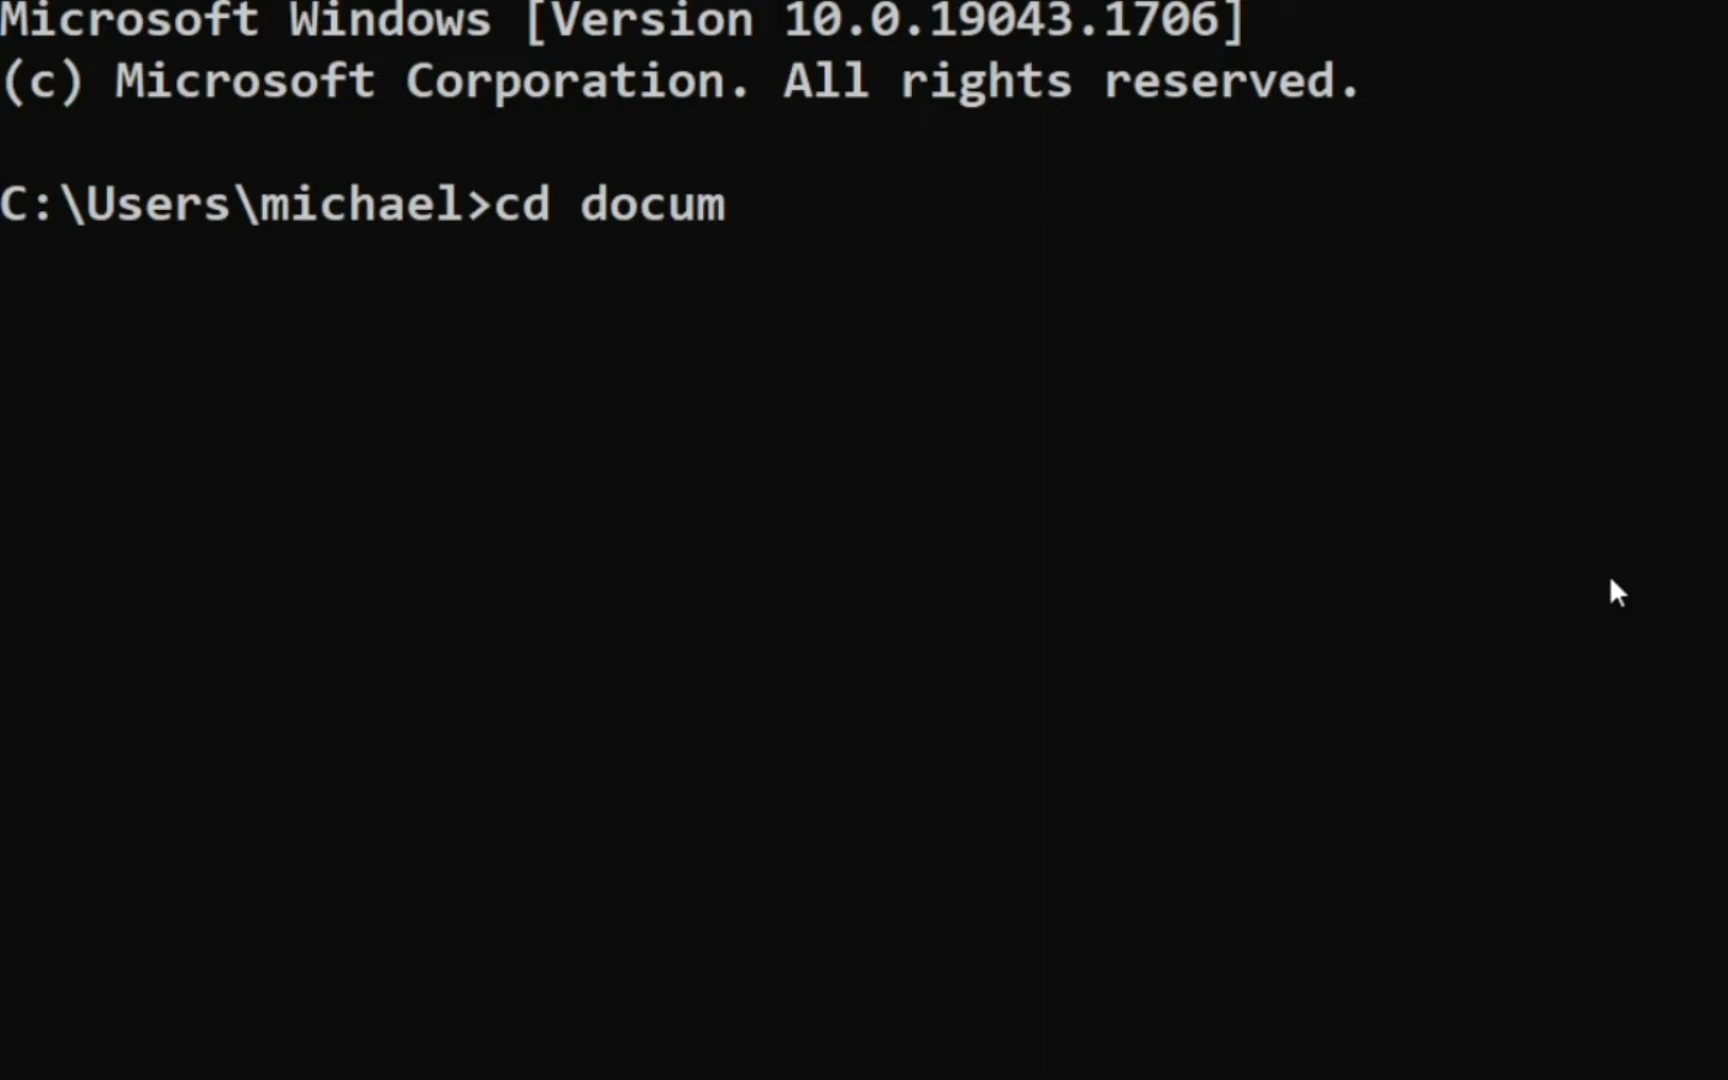 Microsoft Windows [Version 10.0.19043.1706]
(c) Microsoft Corporation. All rights reserved.
C:\Users\michael>cd docum